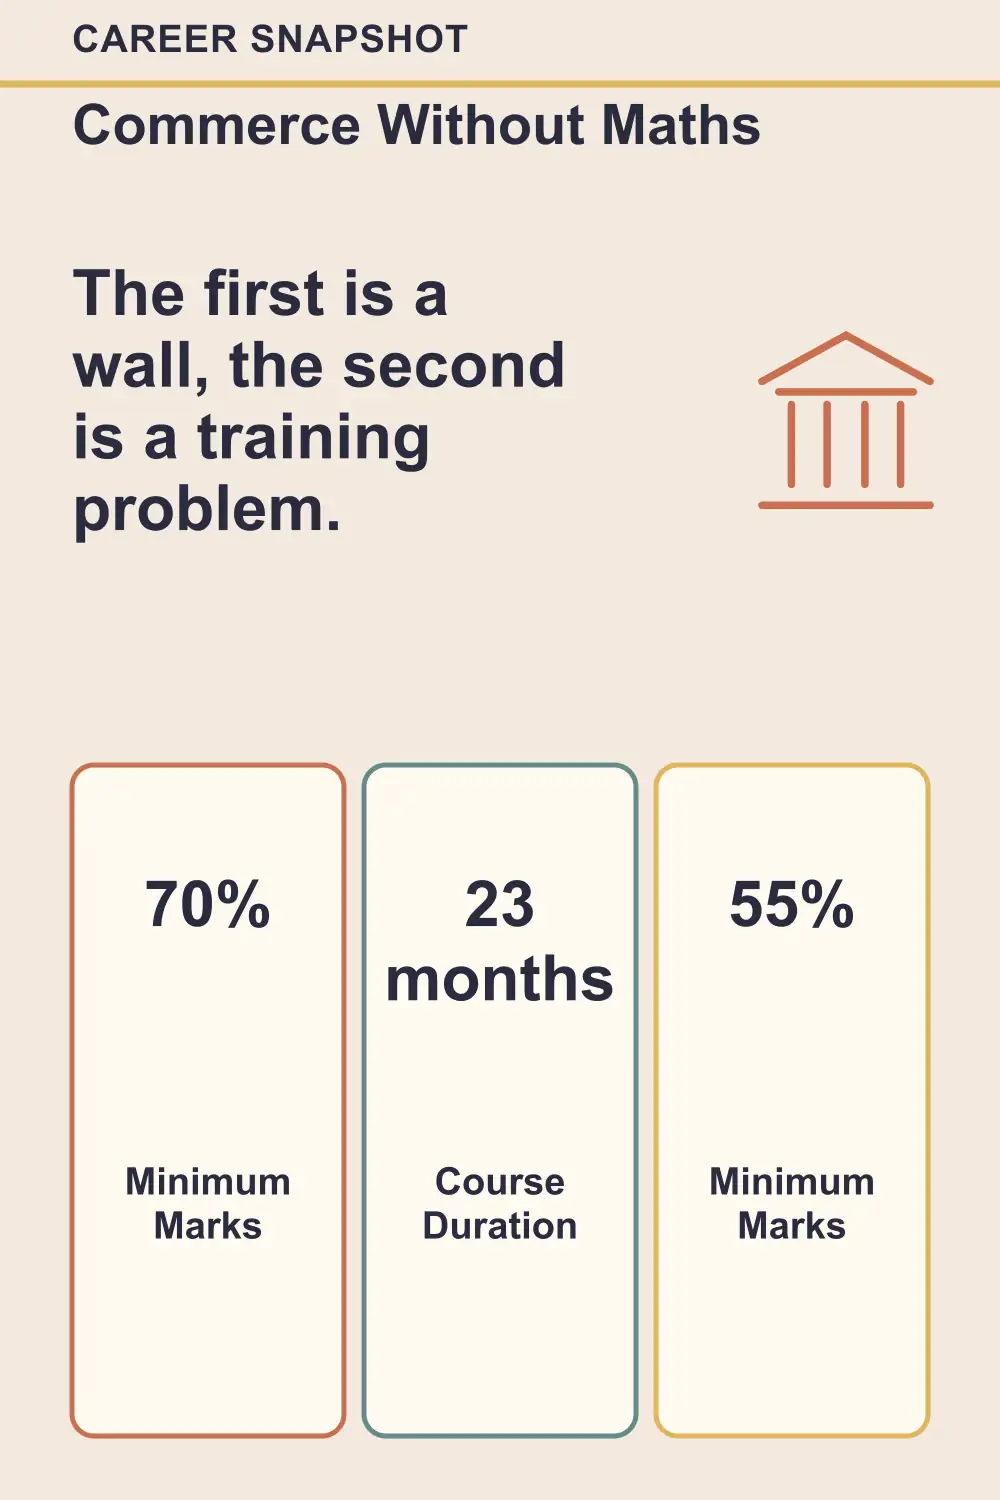 CAREER SNAPSHOT
Commerce Without Maths
The first is a
wall, the second
is a training
problem.
70%
Minimum
Marks
23
months
Course
Duration
55%
Minimum
Marks